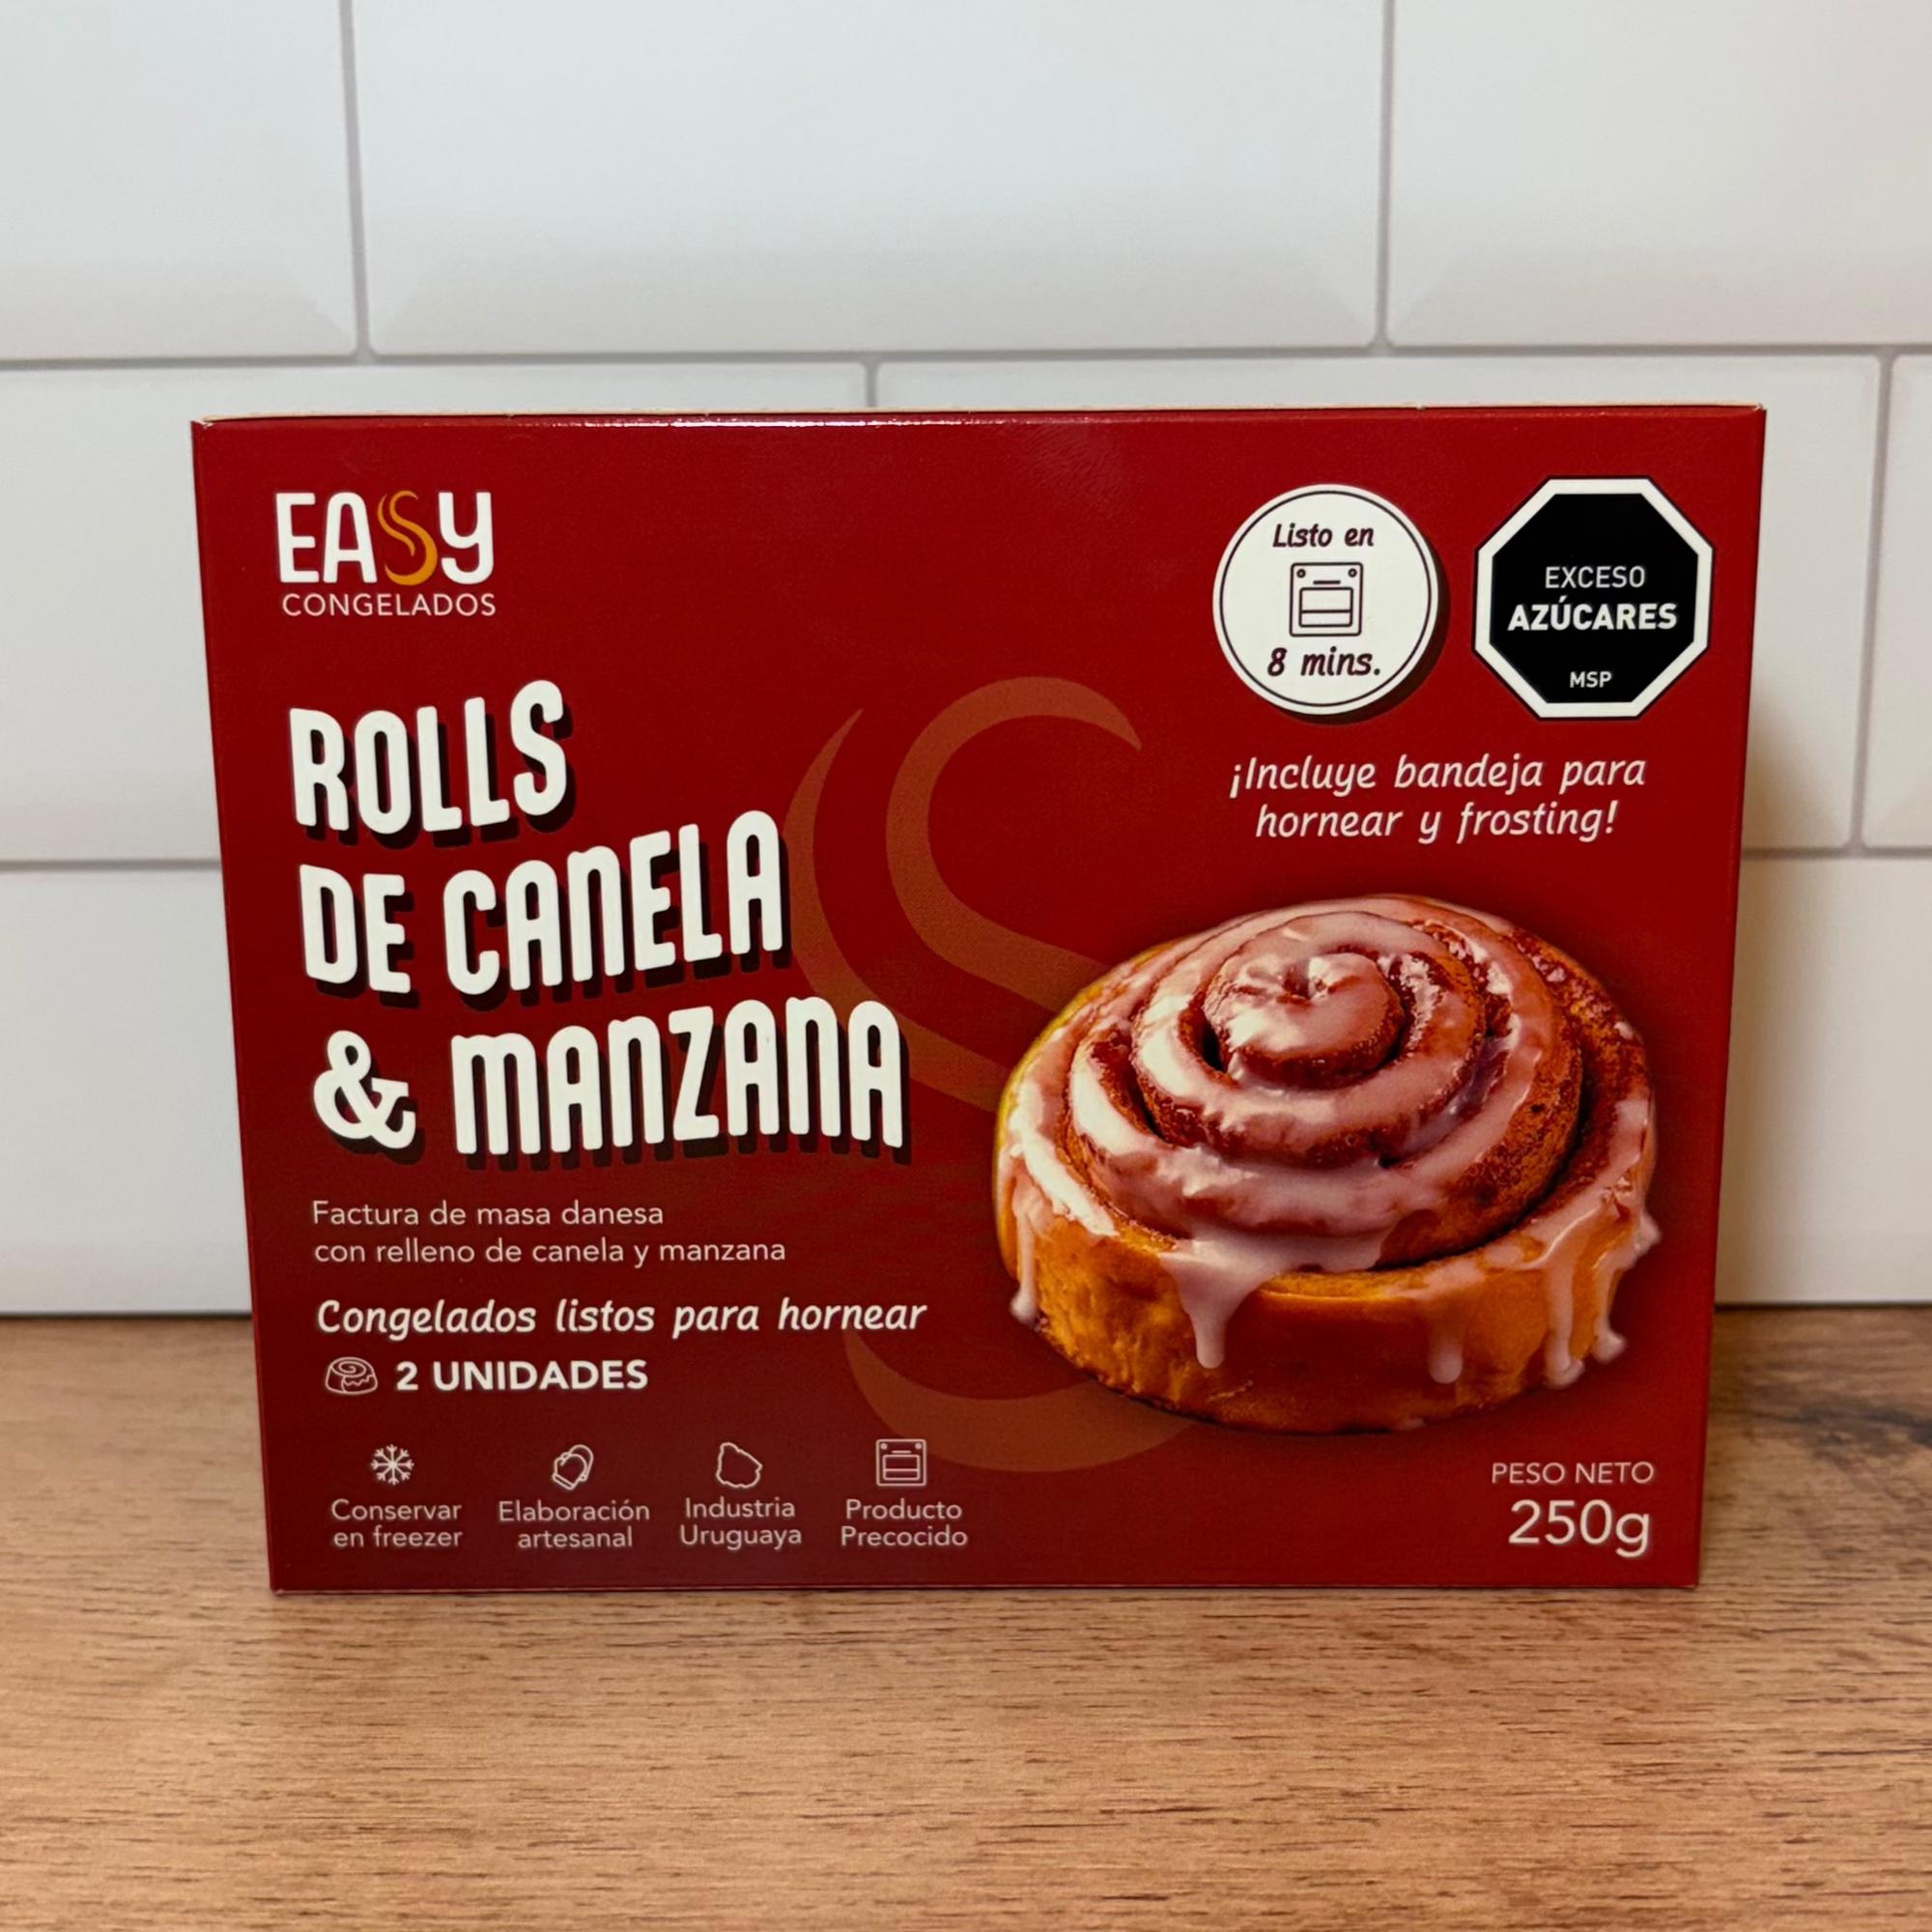 EASY
CONGELADOS
Listo en
8 mins.
EXCESO
AZÚCARES
MSP
¡Incluye bandeja para
hornear y frosting!
ROLLS
DE CANELA
& MANZANA
Factura de masa danesa
con relleno de canela y manzana
Congelados listos para hornear
2 UNIDADES
Conservar
en freezer
Elaboración
artesanal
Industria
Uruguaya
Producto
Precocido
PESO NETO
250g